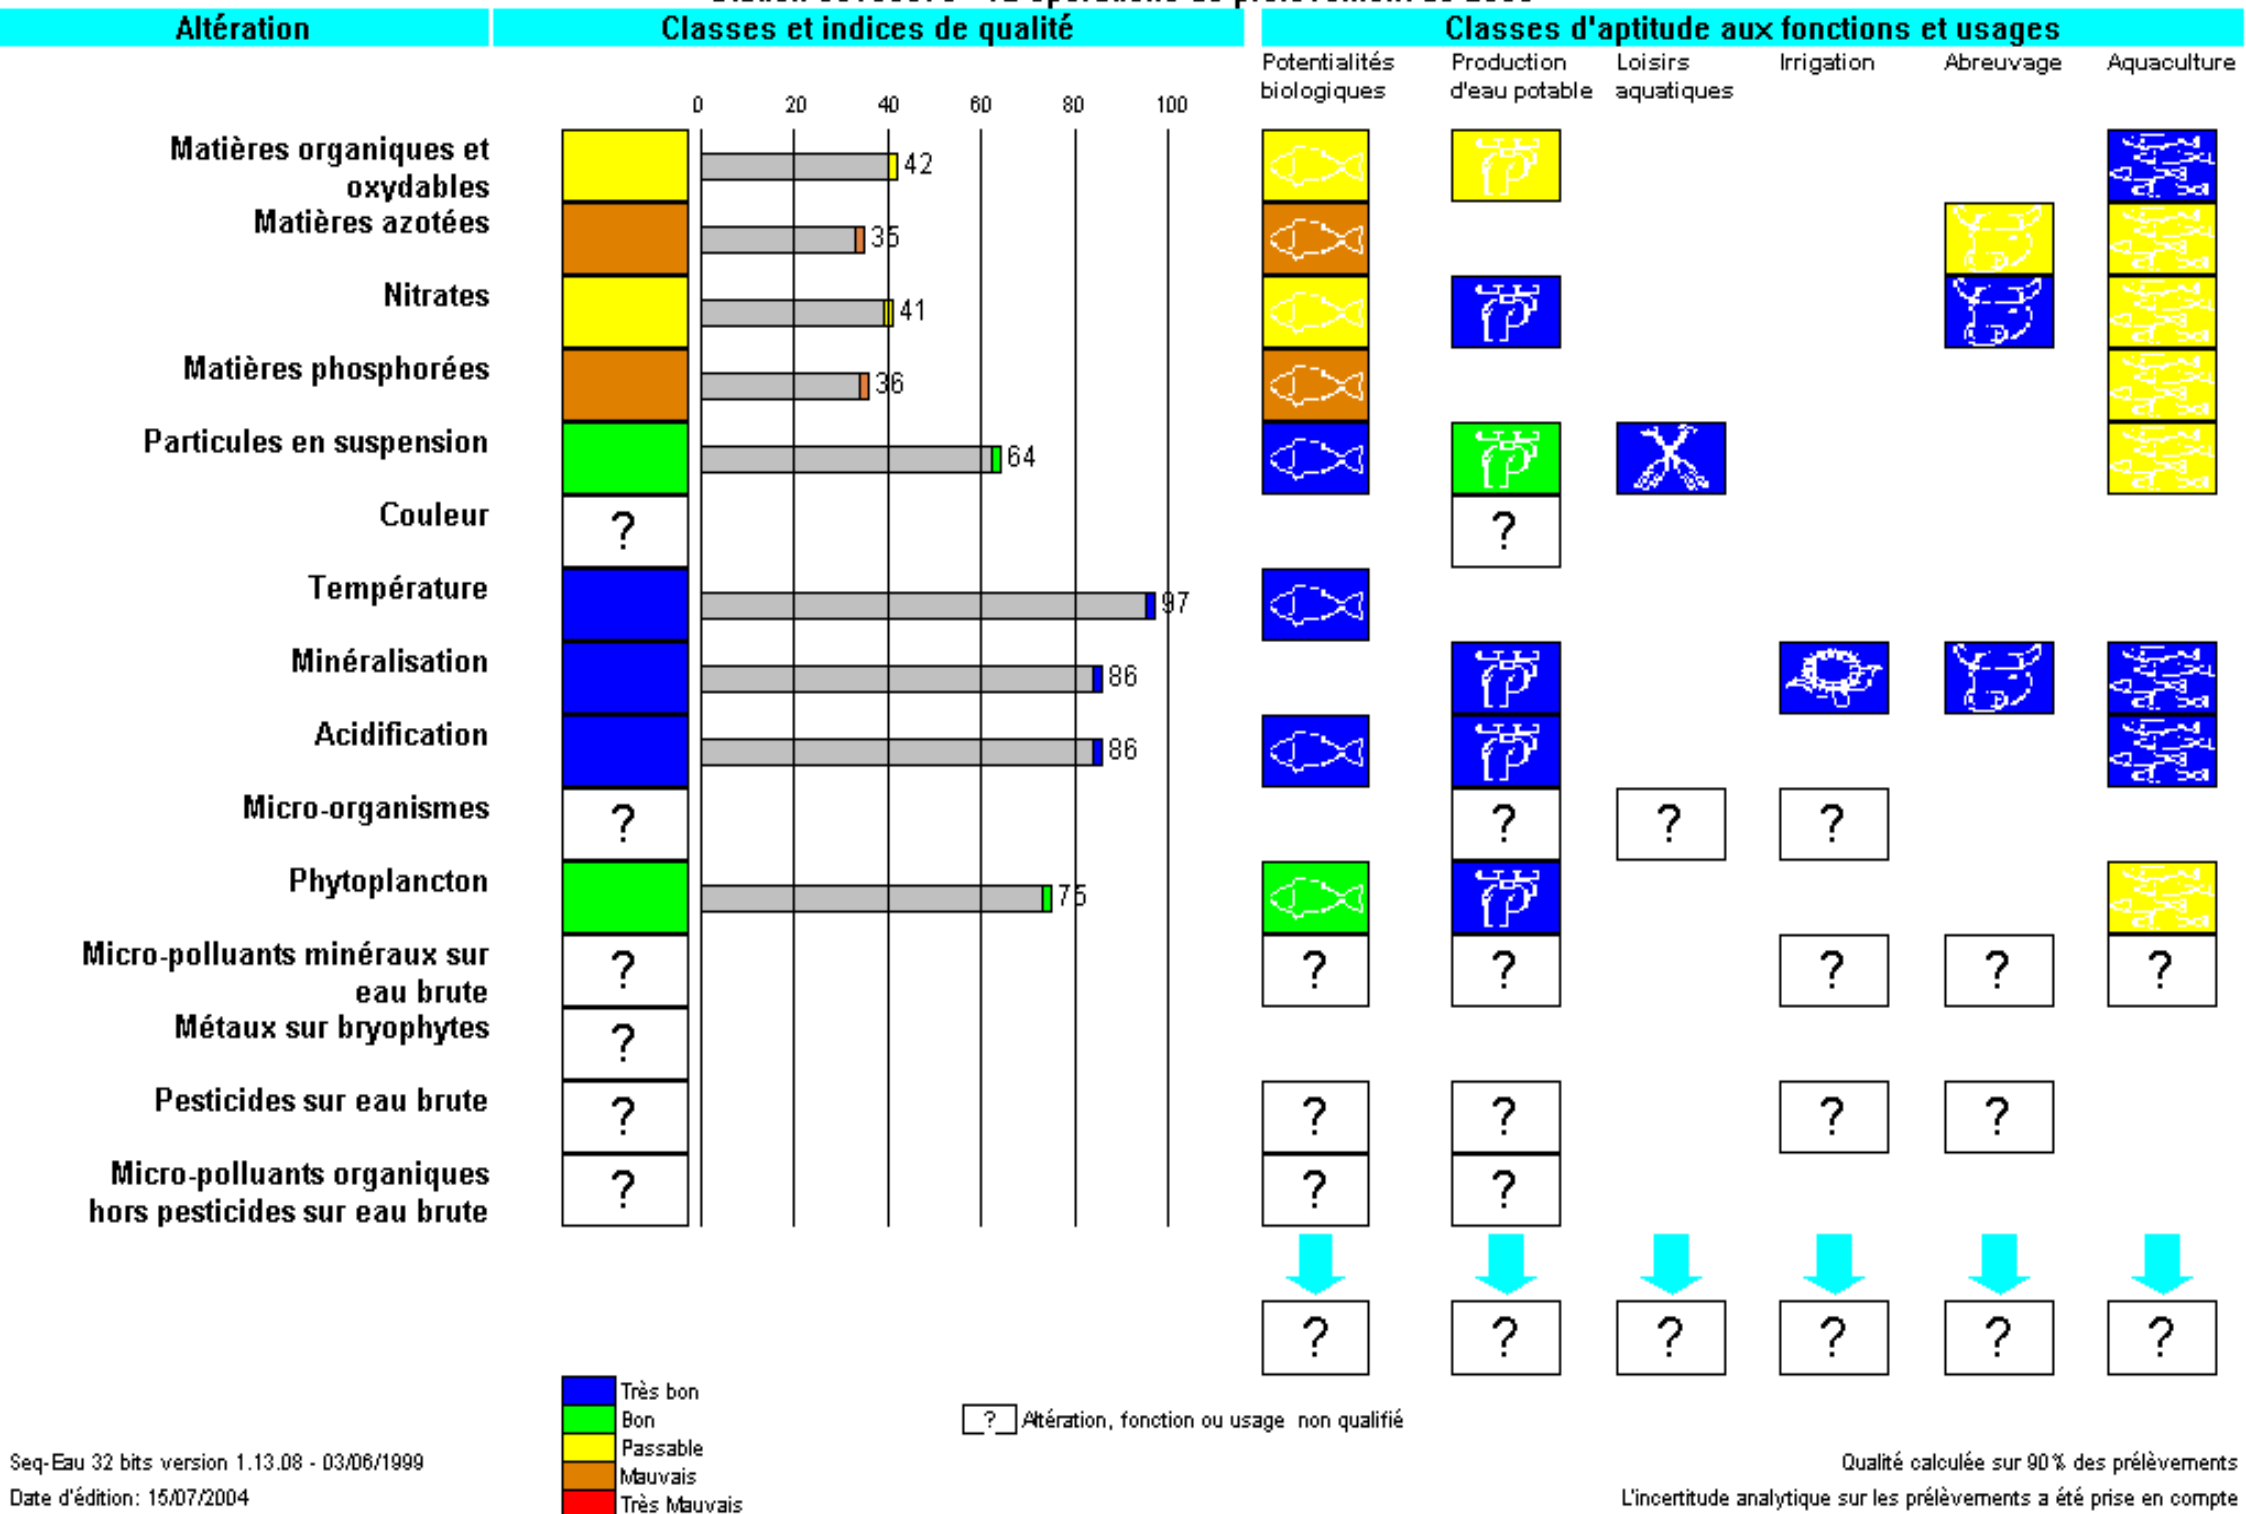 Altération
Classes et indices de qualité
Classes d'aptitude aux fonctions et usages
Potentialités
biologiques
Production
d'eau potable
Loisirs
aquatiques
Irrigation
Abreuvage
Aquaculture
0 20 40 60 80 100
Matières organiques et
oxydables
42
Matières azotées
35
Nitrates
41
Matières phosphorées
36
Particules en suspension
64
Couleur
? ?
Température
97
Minéralisation
86
Acidification
86
Micro-organismes
? ? ? ?
Phytoplancton
75
Micro-polluants minéraux sur
eau brute
? ? ? ? ? ?
Métaux sur bryophytes
?
Pesticides sur eau brute
? ? ? ? ?
Micro-polluants organiques
hors pesticides sur eau brute
? ? ?
? ? ? ? ? ?
Très bon
Bon
Passable
Mauvais
Très Mauvais
? Altération, fonction ou usage non qualifié
Seq-Eau 32 bits version 1.13.08 - 03/06/1999
Date d'édition: 15/07/2004
Qualité calculée sur 90% des prélèvements
L'incertitude analytique sur les prélèvements a été prise en compte